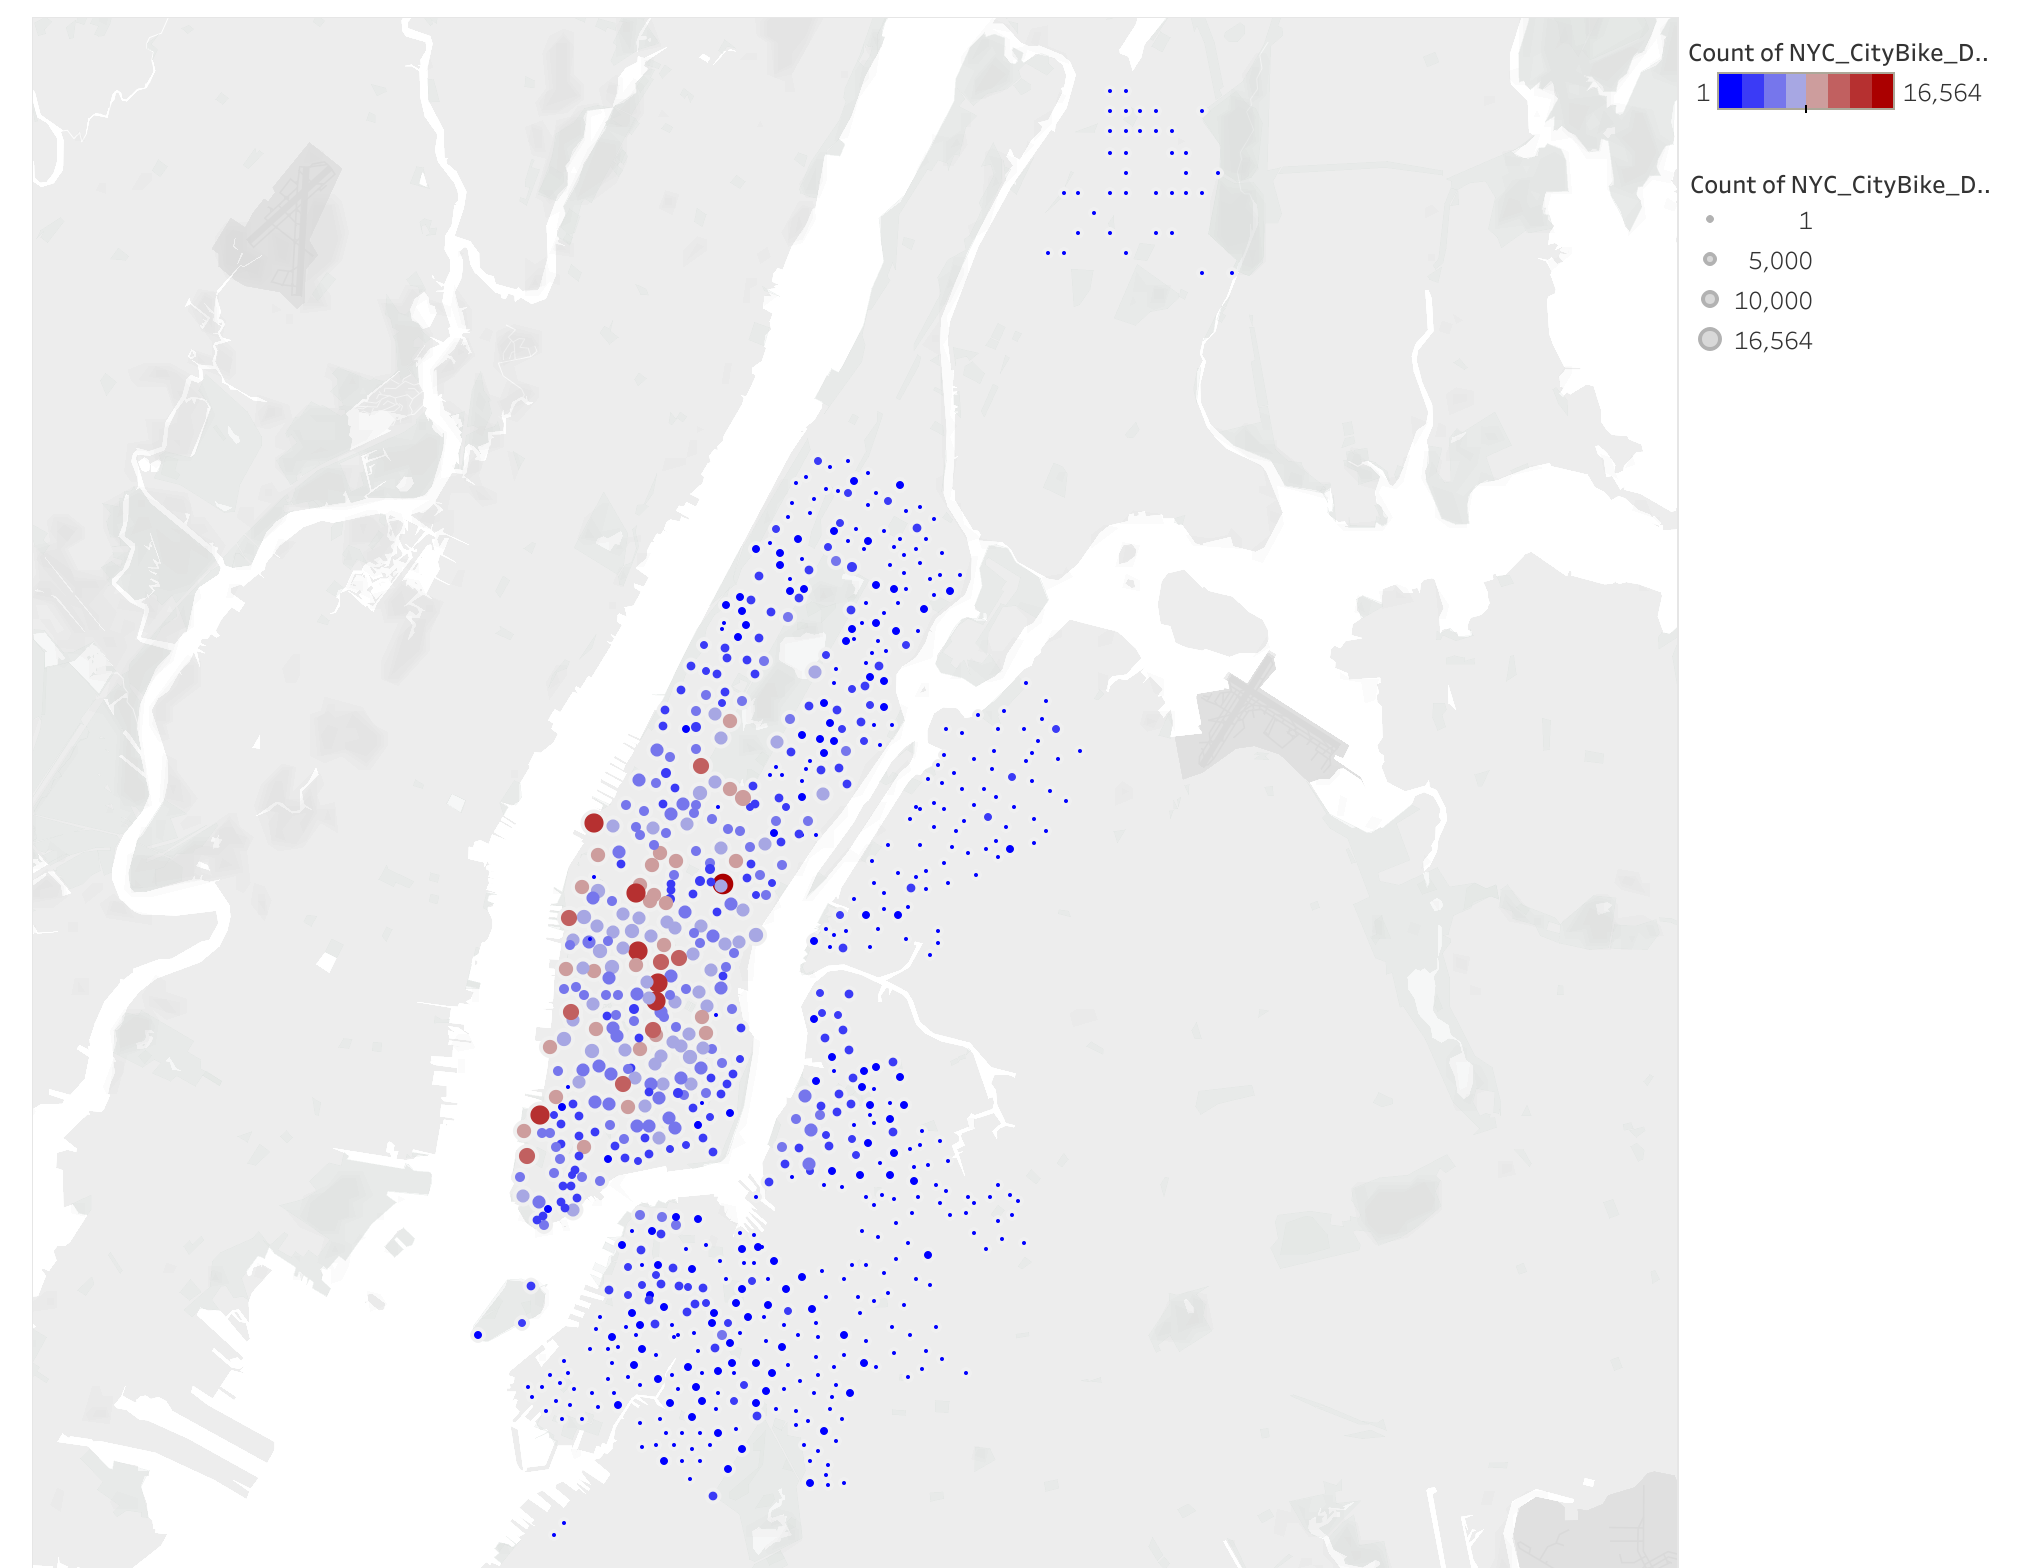 Count of NYC_CityBike_D..
1 16,564
Count of NYC_CityBike_D..
1
5,000
10,000
16,564